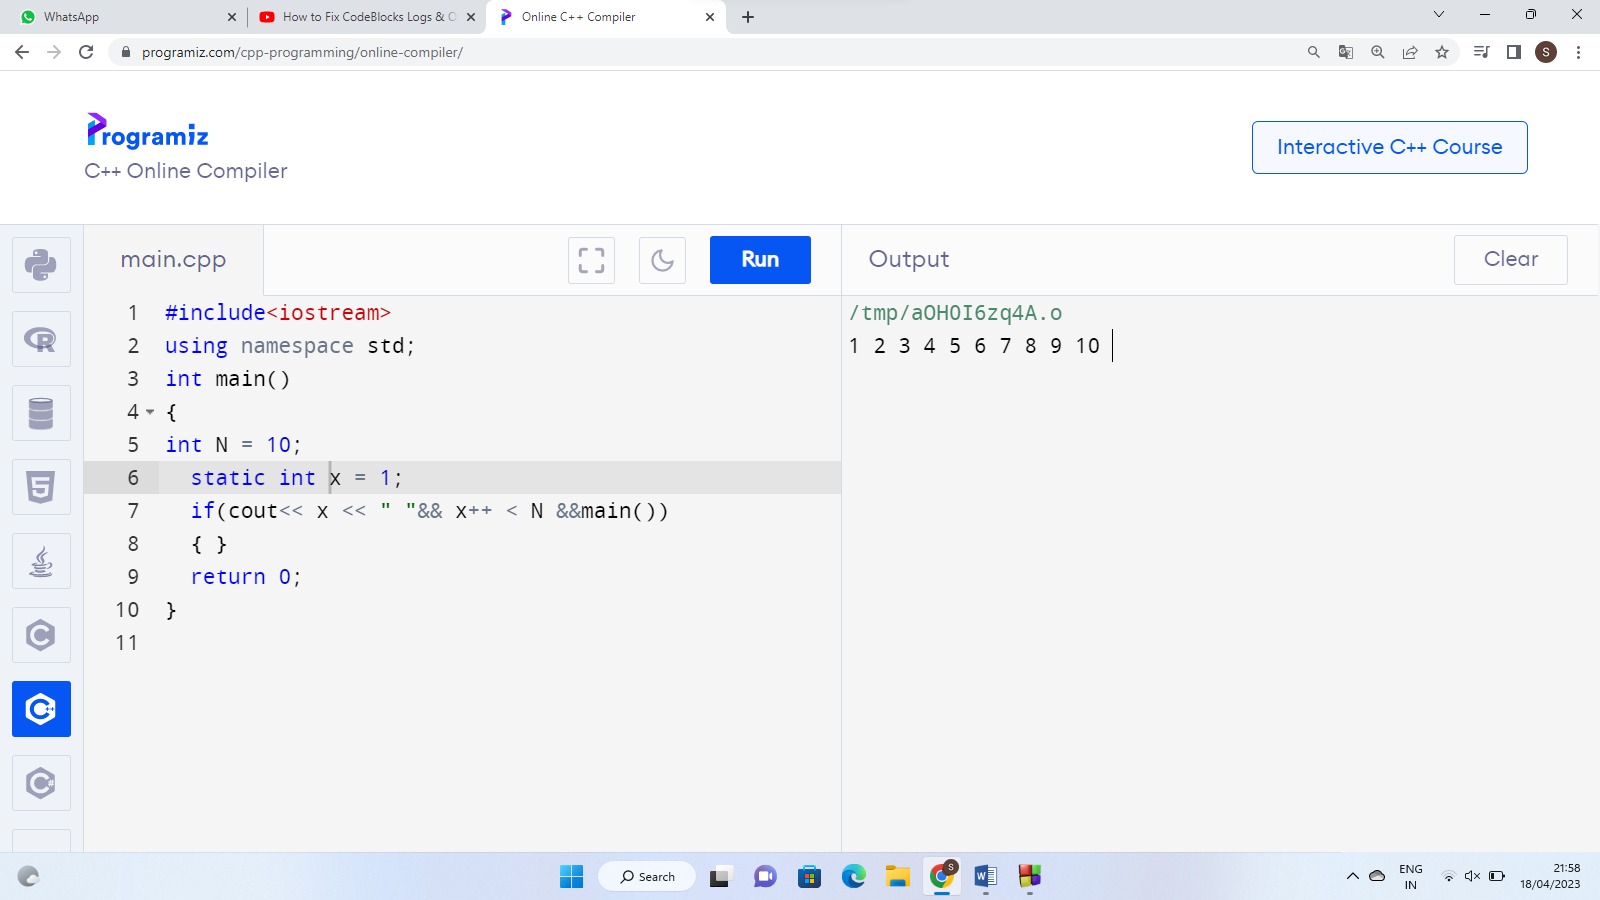 WhatsApp
How to Fix CodeBlocks Logs & O
Online C++ Compiler
programiz.com/cpp-programming/online-compiler/
S
Programiz
C++ Online Compiler
Interactive C++ Course
main.cpp
Run
Output
Clear
1 #include<iostream>
2 using namespace std;
3 int main()
4 {
5 int N = 10;
6 static int x = 1;
7 if(cout<< x << " "&& x++ < N &&main())
8 { }
9 return 0;
10 }
11
/tmp/aOH0I6zq4A.o
1 2 3 4 5 6 7 8 9 10
Search
S
ENG
IN
21:58
18/04/2023